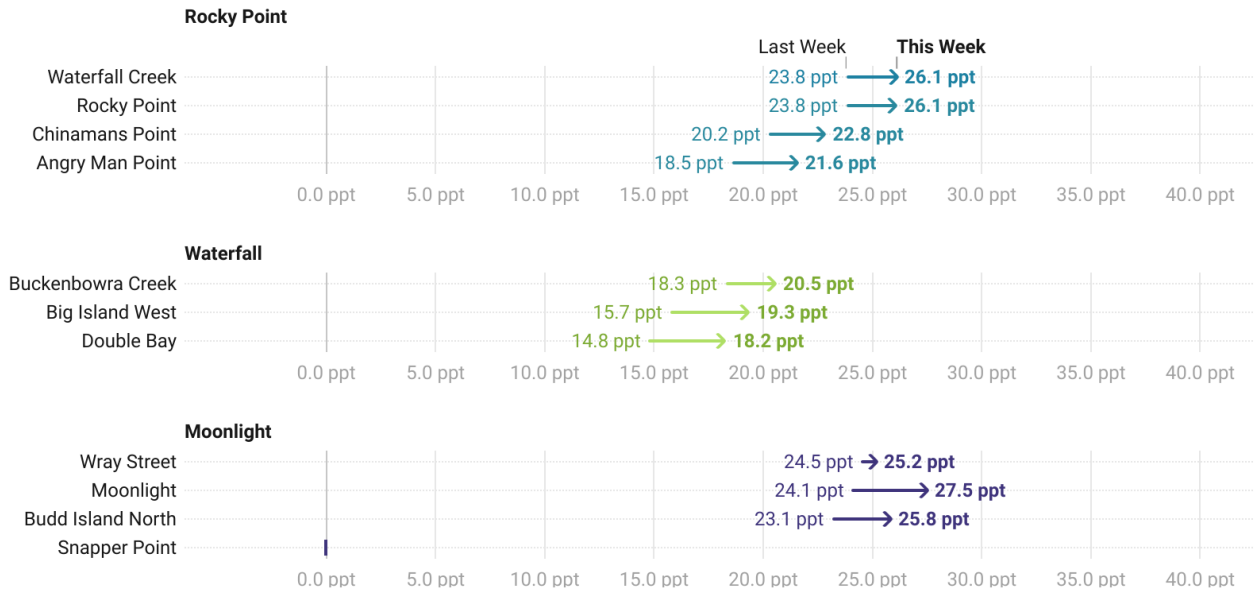 Rocky Point
Last Week This Week
Waterfall Creek 23.8 ppt 26.1 ppt
Rocky Point 23.8 ppt 26.1 ppt
Chinamans Point 20.2 ppt 22.8 ppt
Angry Man Point 18.5 ppt 21.6 ppt
0.0 ppt 5.0 ppt 10.0 ppt 15.0 ppt 20.0 ppt 25.0 ppt 30.0 ppt 35.0 ppt 40.0 ppt
Waterfall
Buckenbowra Creek 18.3 ppt 20.5 ppt
Big Island West 15.7 ppt 19.3 ppt
Double Bay 14.8 ppt 18.2 ppt
0.0 ppt 5.0 ppt 10.0 ppt 15.0 ppt 20.0 ppt 25.0 ppt 30.0 ppt 35.0 ppt 40.0 ppt
Moonlight
Wray Street 24.5 ppt 25.2 ppt
Moonlight 24.1 ppt 27.5 ppt
Budd Island North 23.1 ppt 25.8 ppt
Snapper Point
0.0 ppt 5.0 ppt 10.0 ppt 15.0 ppt 20.0 ppt 25.0 ppt 30.0 ppt 35.0 ppt 40.0 ppt